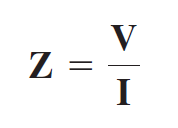 Z = V / I